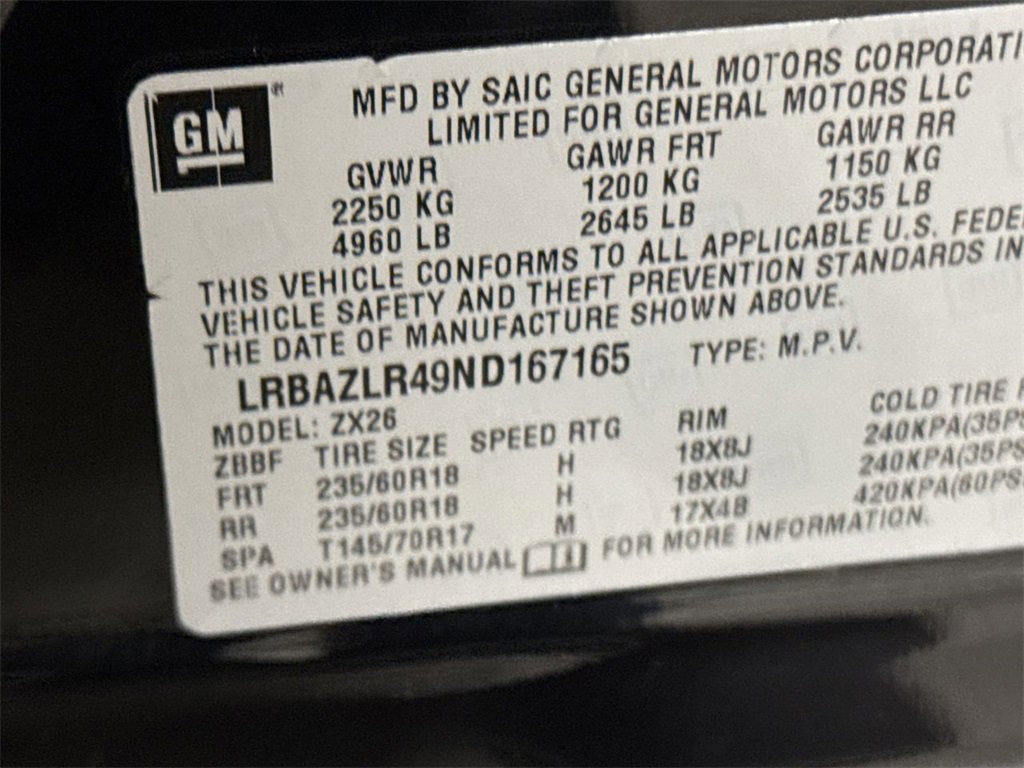 GM
MFD BY SAIC GENERAL MOTORS CORPORATI
LIMITED FOR GENERAL MOTORS LLC
GVWR GAWR FRT GAWR RR
2250 KG 1200 KG 1150 KG
4960 LB 2645 LB 2535 LB
THIS VEHICLE CONFORMS TO ALL APPLICABLE U.S. FEDE
VEHICLE SAFETY AND THEFT PREVENTION STANDARDS IN
THE DATE OF MANUFACTURE SHOWN ABOVE.
LRBAZLR49ND167165 TYPE: M.P.V.
MODEL: ZX26
ZBBF TIRE SIZE SPEED RTG RIM COLD TIRE
FRT 235/60R18 H 18X8J 240KPA(35PS
RR 235/60R18 H 18X8J 240KPA(35PS
SPA T145/70R17 M 17X4B 420KPA(60PS
SEE OWNER'S MANUAL FOR MORE INFORMATION.